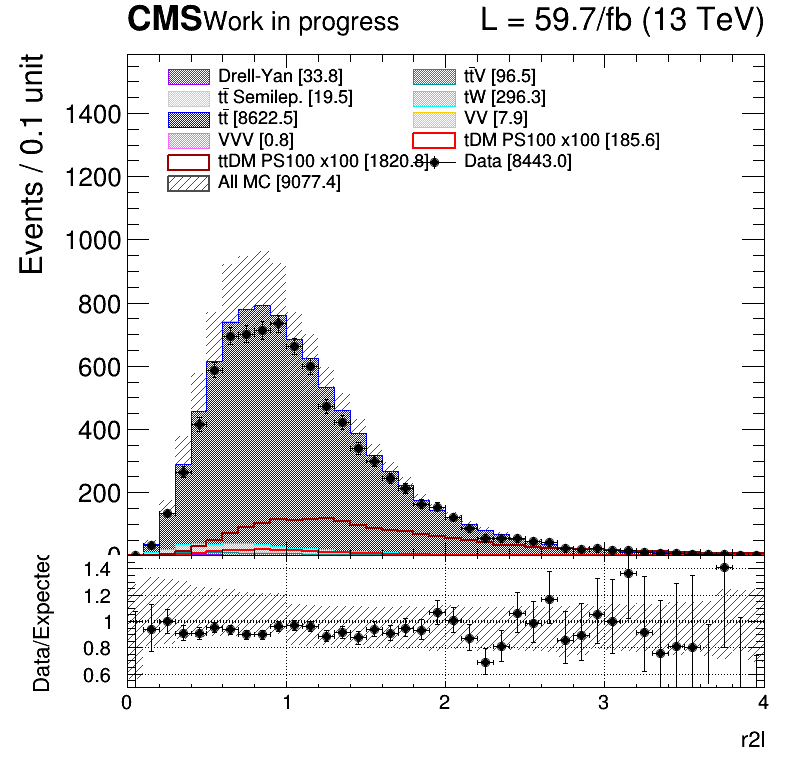 CMS Work in progress L = 59.7/fb (13 TeV)
Events / 0.1 unit
Drell-Yan [33.8] tt̄V [96.5]
tt̄ Semilep. [19.5] tW [296.3]
tt̄ [8622.5] VV [7.9]
VVV [0.8] tDM PS100 x100 [185.6]
ttDM PS100 x100 [1820.8] Data [8443.0]
All MC [9077.4]
1400
1200
1000
800
600
400
200
0
Data/Expected
1.4
1.2
1
0.8
0.6
0 1 2 3 4
r2l